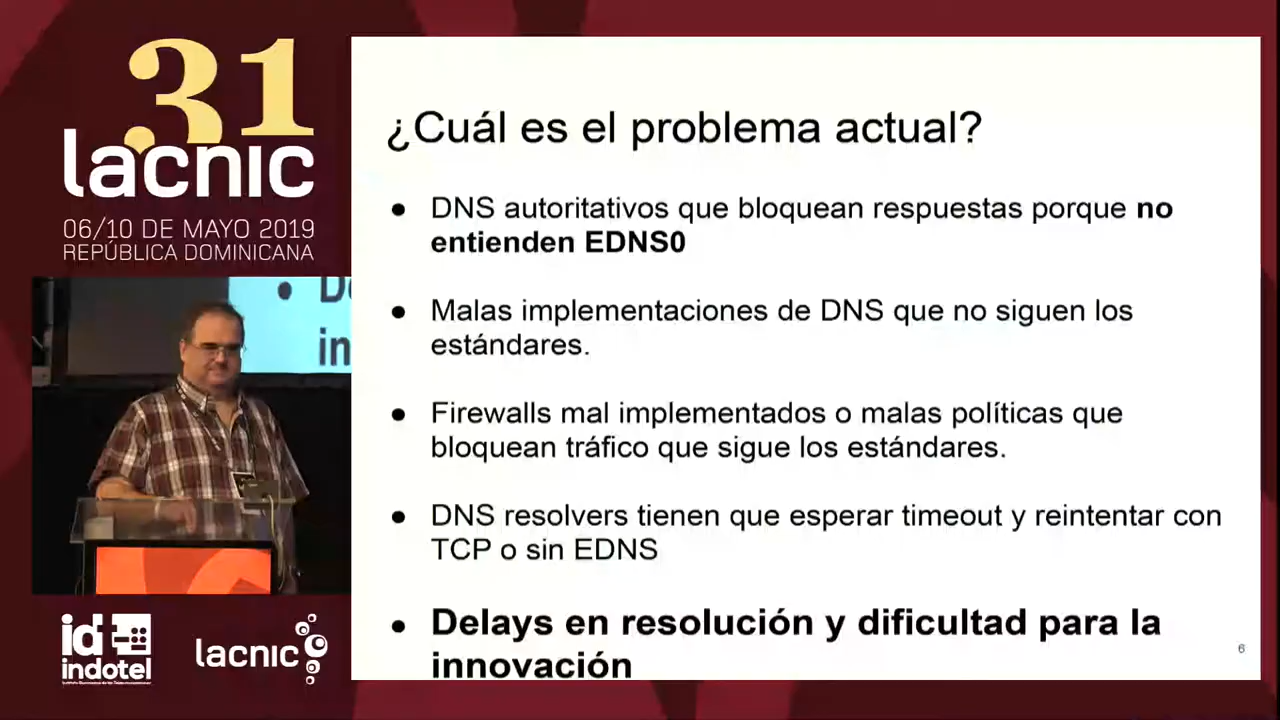 31
lacnic
06/10 DE MAYO 2019
REPÚBLICA DOMINICANA
¿Cuál es el problema actual?
● DNS autoritativos que bloquean respuestas porque no
entienden EDNS0
● Malas implementaciones de DNS que no siguen los
estándares.
● Firewalls mal implementados o malas políticas que
bloquean tráfico que sigue los estándares.
● DNS resolvers tienen que esperar timeout y reintentar con
TCP o sin EDNS
● Delays en resolución y dificultad para la
innovación
6
● De
in
id
indotel
lacnic